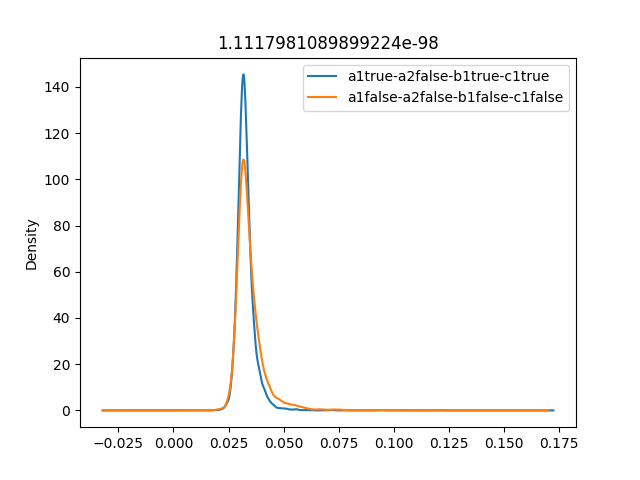 1.1117981089899224e-98
a1true-a2false-b1true-c1true
a1false-a2false-b1false-c1false
Density
140
120
100
80
60
40
20
0
−0.025 0.000 0.025 0.050 0.075 0.100 0.125 0.150 0.175